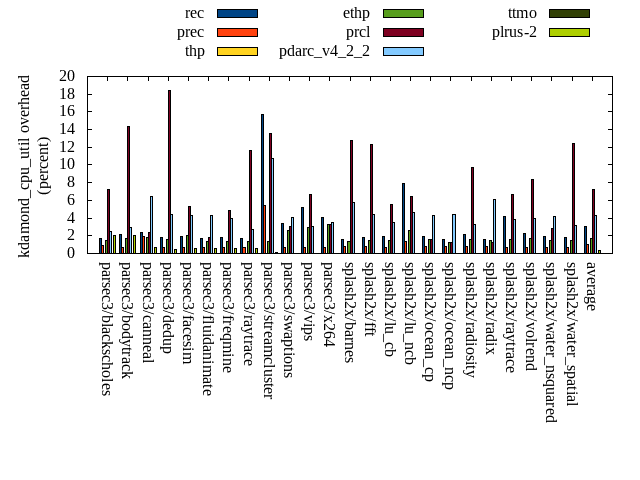 rec
prec
thp
ethp
prcl
pdarc_v4_2_2
ttmo
plrus-2
kdamond_cpu_util overhead
(percent)
20
18
16
14
12
10
8
6
4
2
0
parsec3/blackscholes
parsec3/bodytrack
parsec3/canneal
parsec3/dedup
parsec3/facesim
parsec3/fluidanimate
parsec3/freqmine
parsec3/raytrace
parsec3/streamcluster
parsec3/swaptions
parsec3/vips
parsec3/x264
splash2x/barnes
splash2x/fft
splash2x/lu_cb
splash2x/lu_ncb
splash2x/ocean_cp
splash2x/ocean_ncp
splash2x/radiosity
splash2x/radix
splash2x/raytrace
splash2x/volrend
splash2x/water_nsquared
splash2x/water_spatial
average